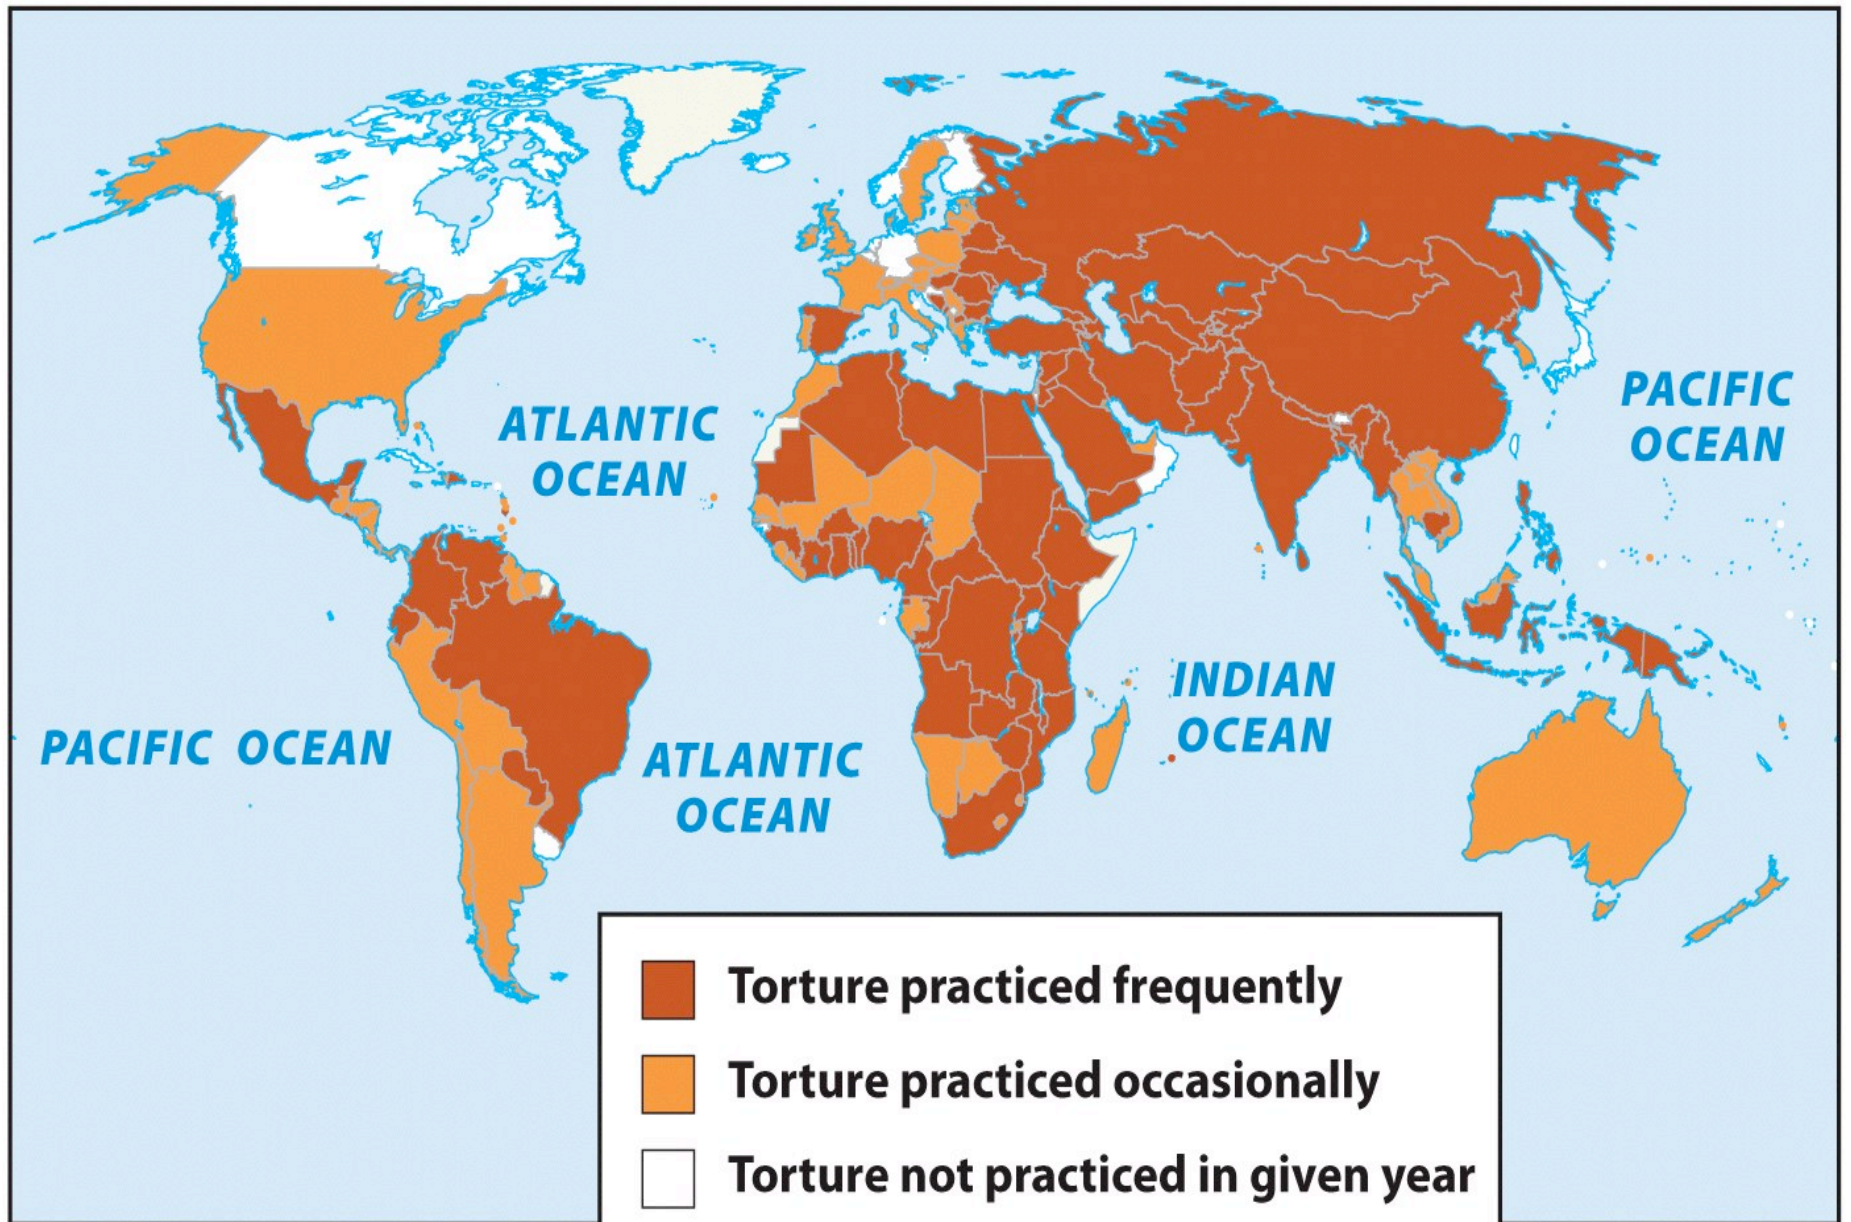 ATLANTIC
OCEAN
PACIFIC
OCEAN
PACIFIC OCEAN
ATLANTIC
OCEAN
INDIAN
OCEAN
Torture practiced frequently
Torture practiced occasionally
Torture not practiced in given year